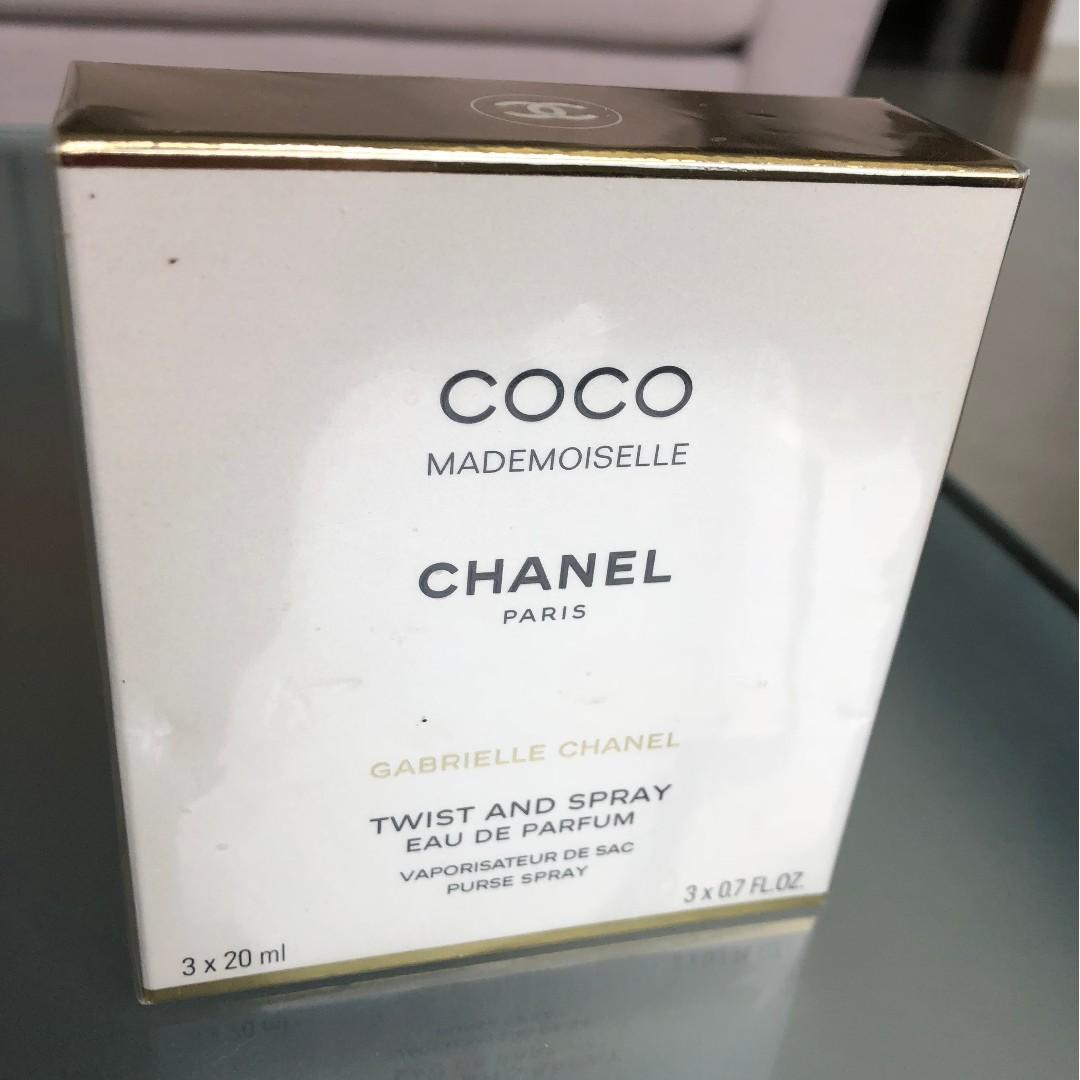 COCO
MADEMOISELLE
CHANEL
PARIS
GABRIELLE CHANEL
TWIST AND SPRAY
EAU DE PARFUM
VAPORISATEUR DE SAC
PURSE SPRAY
3 x 20 ml
3 x 0.7 FL.OZ.